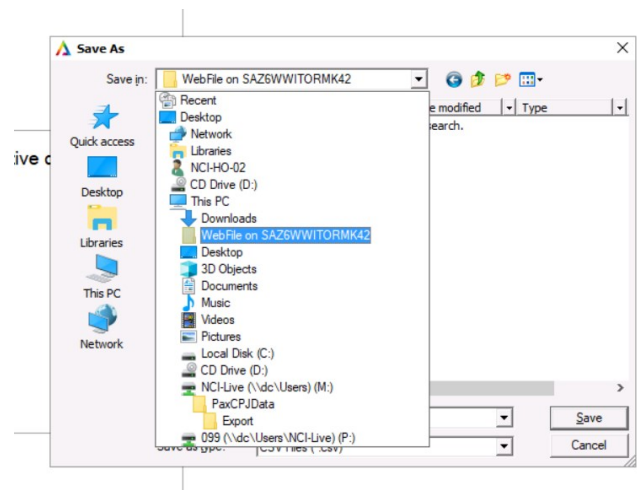 Save As
Save in:
WebFile on SAZ6WWITORMK42
Recent
Desktop
Network
Libraries
NCI-HO-02
CD Drive (D:)
This PC
Downloads
WebFile on SAZ6WWITORMK42
Desktop
3D Objects
Documents
Music
Videos
Pictures
Local Disk (C:)
CD Drive (D:)
NCI-Live (\\dc\Users) (M:)
PaxCPJData
Export
099 (\\dc\Users\NCI-Live) (P:)
e modified
Type
search.
Quick access
Desktop
Libraries
This PC
Network
ive
Save
Save as type:
CSV Files (*.csv)
Cancel